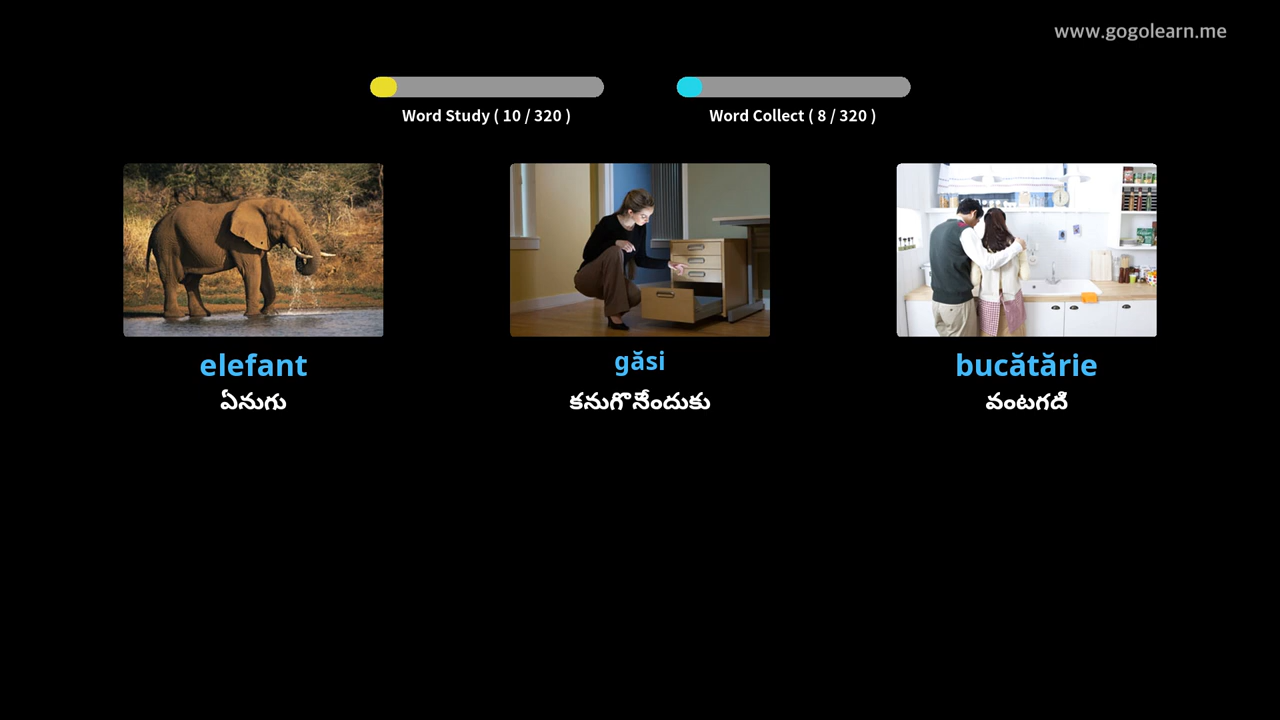 www.gogolearn.me
Word Study ( 10 / 320 )
Word Collect ( 8 / 320 )
elefant
găsi
bucătărie
ఏనుగు
కనుగొనేందుకు
వంటగది